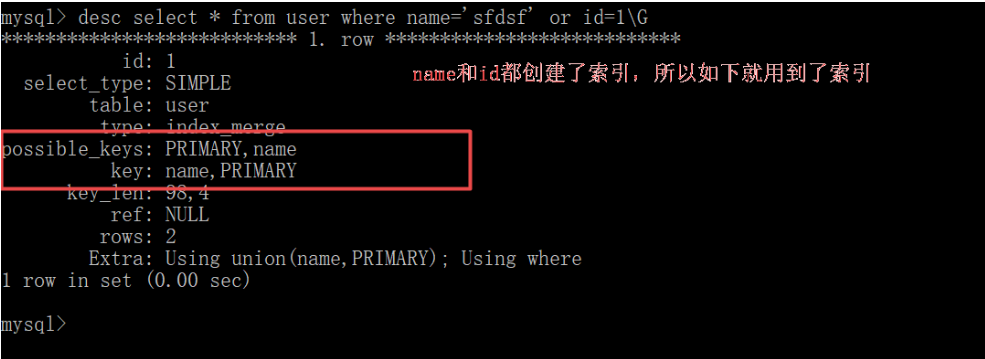 mysql> desc select * from user where name='sfdsf' or id=1\G
*************************** 1. row ***************************
id: 1
name和id都创建了索引，所以如下就用到了索引
select_type: SIMPLE
table: user
type: index_merge
possible_keys: PRIMARY,name
key: name,PRIMARY
key_len: 98,4
ref: NULL
rows: 2
Extra: Using union(name,PRIMARY); Using where
1 row in set (0.00 sec)
mysql>